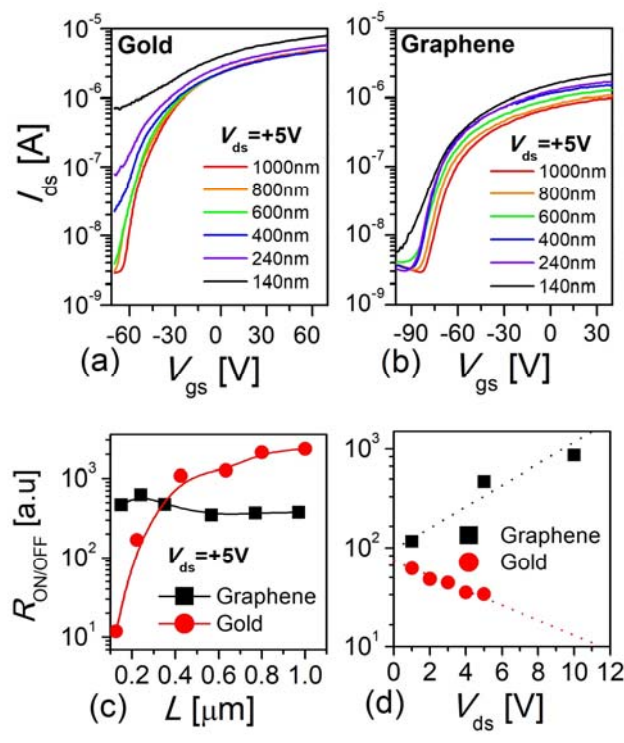 Gold
I_ds [A]
10^-5
10^-6
10^-7
10^-8
10^-9
V_ds=+5V
1000nm
800nm
600nm
400nm
240nm
140nm
-60 -30 0 30 60
(a) V_gs [V]
Graphene
10^-5
10^-6
10^-7
10^-8
10^-9
V_ds=+5V
1000nm
800nm
600nm
400nm
240nm
140nm
-90 -60 -30 0 30
(b) V_gs [V]
R_ON/OFF [a.u]
10^3
10^2
10^1
V_ds=+5V
Graphene
Gold
0.2 0.4 0.6 0.8 1.0
(c) L [μm]
10^3
10^2
10^1
Graphene
Gold
0 2 4 6 8 10 12
(d) V_ds [V]